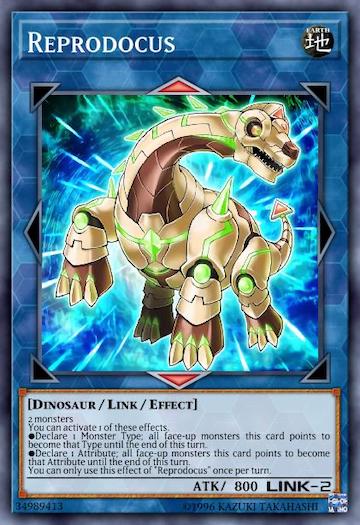 REPRODOCUS
EARTH
地
[DINOSAUR / LINK / EFFECT]
2 monsters
You can activate 1 of these effects.
●Declare 1 Monster Type; all face-up monsters this card points to
become that Type until the end of this turn.
●Declare 1 Attribute; all face-up monsters this card points to become
that Attribute until the end of this turn.
You can only use this effect of "Reprodocus" once per turn.
ATK/ 800 LINK-2
34989413 ©1996 KAZUKI TAKAHASHI